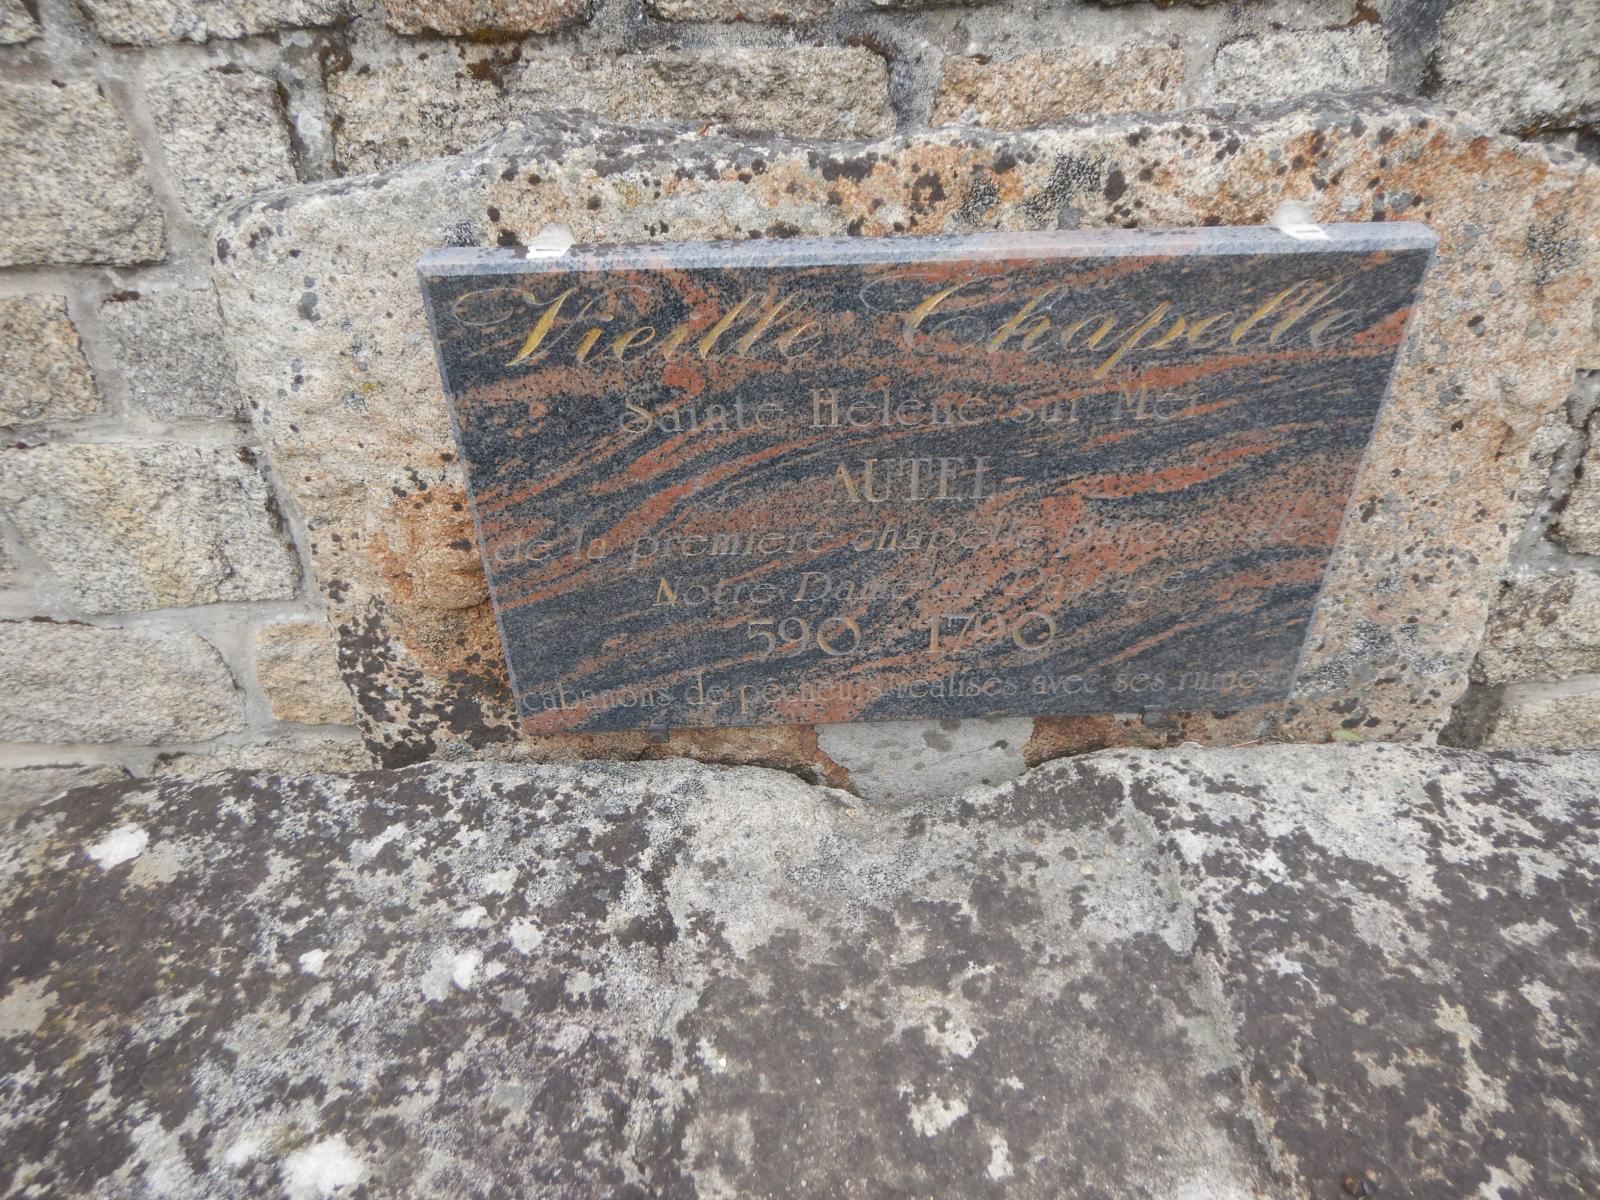 Vieille Chapelle
Sainte Hélène sur Mer
AUTEL
de la première chapelle paroissiale
Notre Dame du Passage
590 1790
cabanons de pêcheurs réalisés avec ses ruines